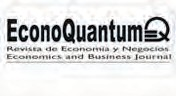 EconoQuantum
Revista de Economía y Negocios
Economics and Business Journal